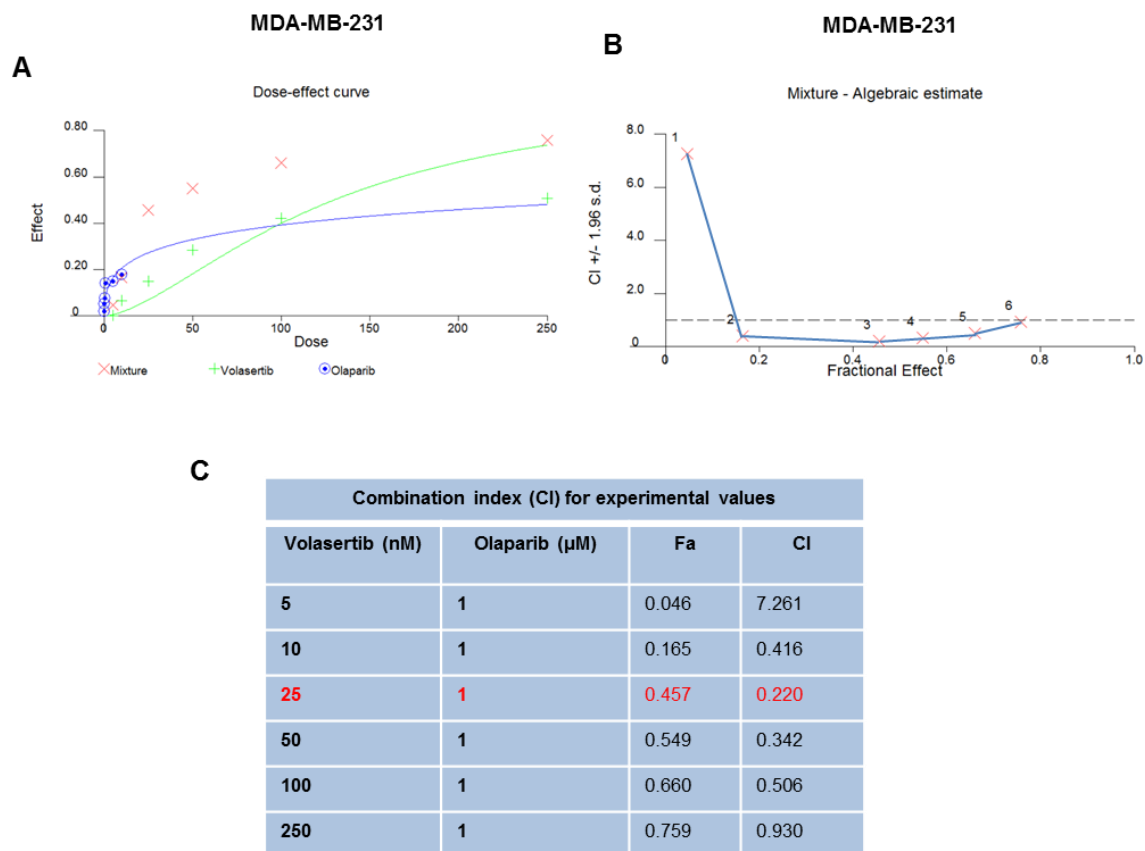 MDA-MB-231
A
Dose-effect curve
0.80
0.60
0.40
0.20
0
Effect
0
50
100
150
200
250
Dose
Mixture
Volasertib
Olaparib
MDA-MB-231
B
Mixture - Algebraic estimate
8.0
6.0
4.0
2.0
1.0
.0
CI +/- 1.96 s.d.
1
2
3
4
5
6
0.2
0.4
0.6
0.8
1.0
Fractional Effect
C
Combination index (CI) for experimental values
Volasertib (nM) Olaparib (µM) Fa CI
5 1 0.046 7.261
10 1 0.165 0.416
25 1 0.457 0.220
50 1 0.549 0.342
100 1 0.660 0.506
250 1 0.759 0.930